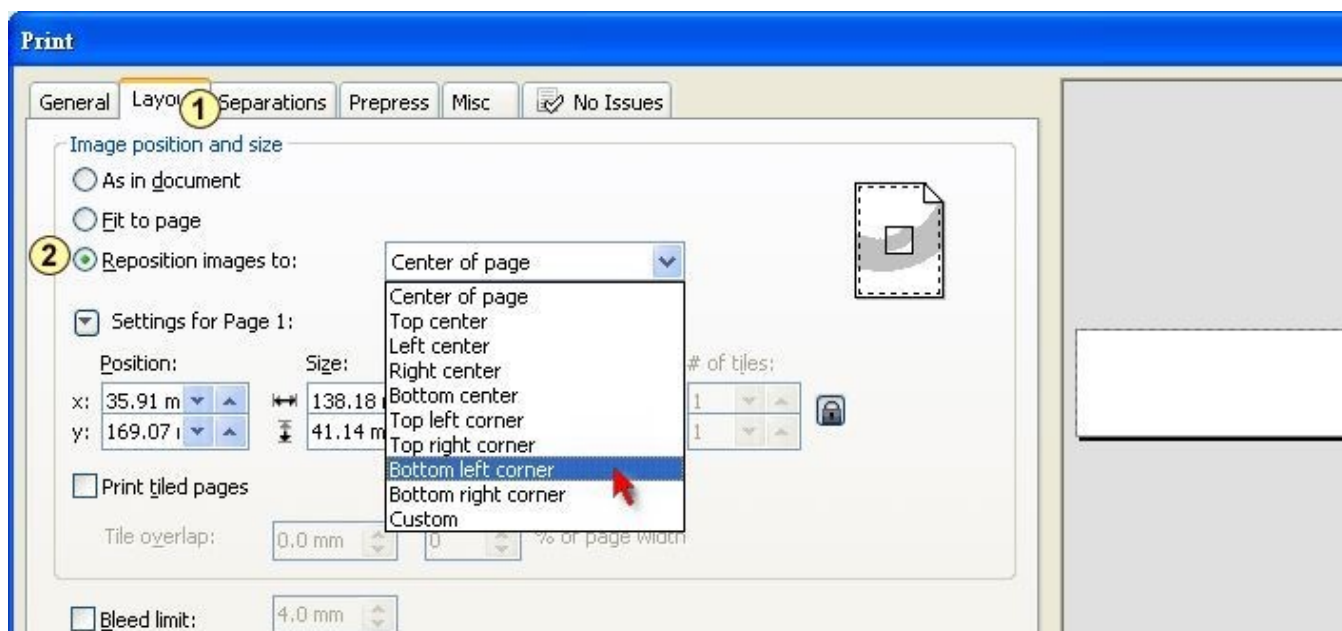 Print
General Layou 1 Separations Prepress Misc No Issues
Image position and size
As in document
Fit to page
2 Reposition images to: Center of page
Center of page
Settings for Page 1:
Top center
Left center
Position: Size: Right center # of tiles:
Bottom center
x: 35.91 m 138.18 1
Top left corner
y: 169.07 41.14 m 1
Top right corner
Bottom left corner
Print tiled pages
Bottom right corner
Custom
Tile overlap: 0.0 mm 0 % of page width
Bleed limit: 4.0 mm